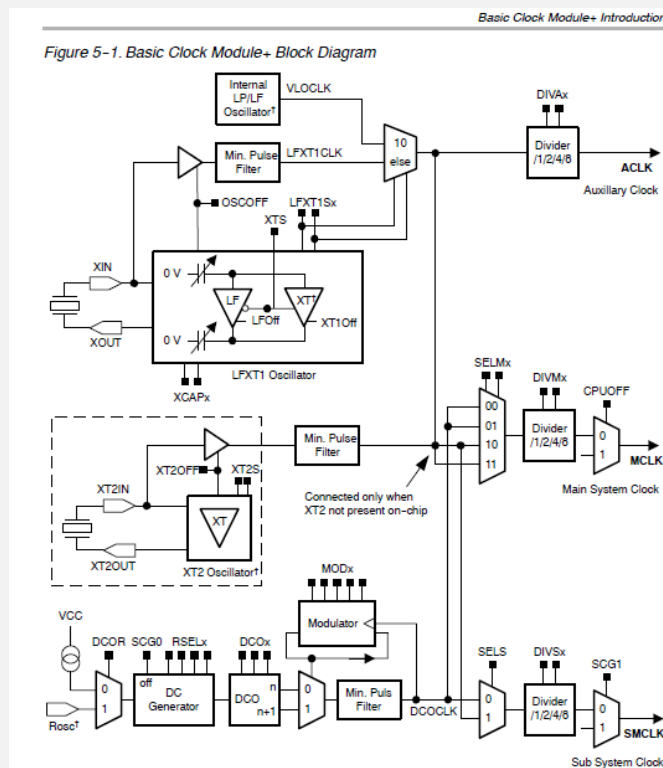 Basic Clock Module+ Introduction
Figure 5-1. Basic Clock Module+ Block Diagram
Internal
LP/LF
Oscillator†
VLOCLK
DIVAx
10
else
Divider
/1/2/4/8
ACLK
Auxillary Clock
Min. Pulse
Filter
LFXT1CLK
OSCOFF
LFXT1Sx
XTS
XIN
0 V
LF
XT†
LFOff
XT1Off
0 V
XOUT
LFXT1 Oscillator
XCAPx
SELMx
DIVMx
CPUOFF
00
01
10
11
Divider
/1/2/4/8
0
1
MCLK
Main System Clock
Min. Pulse
Filter
Connected only when
XT2 not present on-chip
XT2OFF
XT2S
XT2IN
XT
XT2OUT
XT2 Oscillator†
MODx
Modulator
VCC
DCOR
SCG0
RSELx
DCOx
off
0
1
DC
Generator
DCO
n
n+1
0
1
Min. Puls
Filter
DCOCLK
Rosc†
SELS
DIVSx
SCG1
0
1
Divider
/1/2/4/8
0
1
SMCLK
Sub System Clock